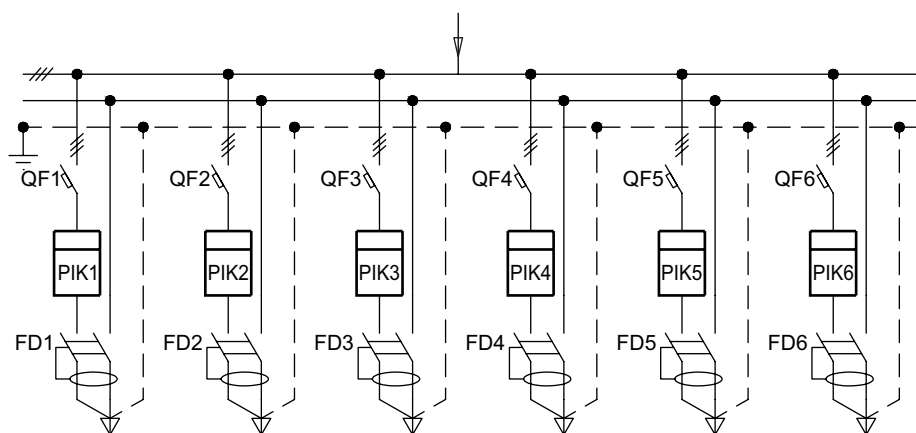 QF1 QF2 QF3 QF4 QF5 QF6
PIK1 PIK2 PIK3 PIK4 PIK5 PIK6
FD1 FD2 FD3 FD4 FD5 FD6